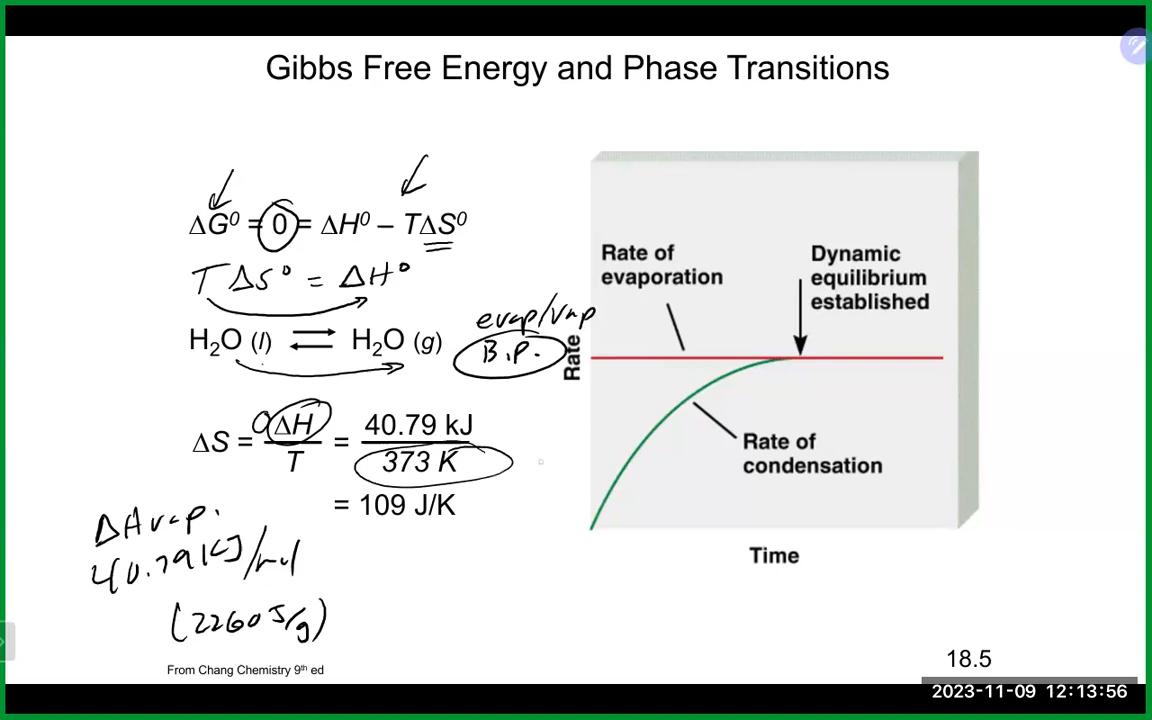 Gibbs Free Energy and Phase Transitions
ΔG⁰ = 0 = ΔH⁰ – TΔS⁰
TΔS° = ΔH°
H₂O (l) ⇌ H₂O (g)
evap/vap
B.P.
ΔS = ΔH / T = 40.79 kJ / 373 K
= 109 J/K
ΔHvap.
40.79 kJ/mol
(2260 J/g)
From Chang Chemistry 9th ed
Rate of
evaporation
Dynamic
equilibrium
established
Rate
Rate of
condensation
Time
18.5
2023-11-09 12:13:56